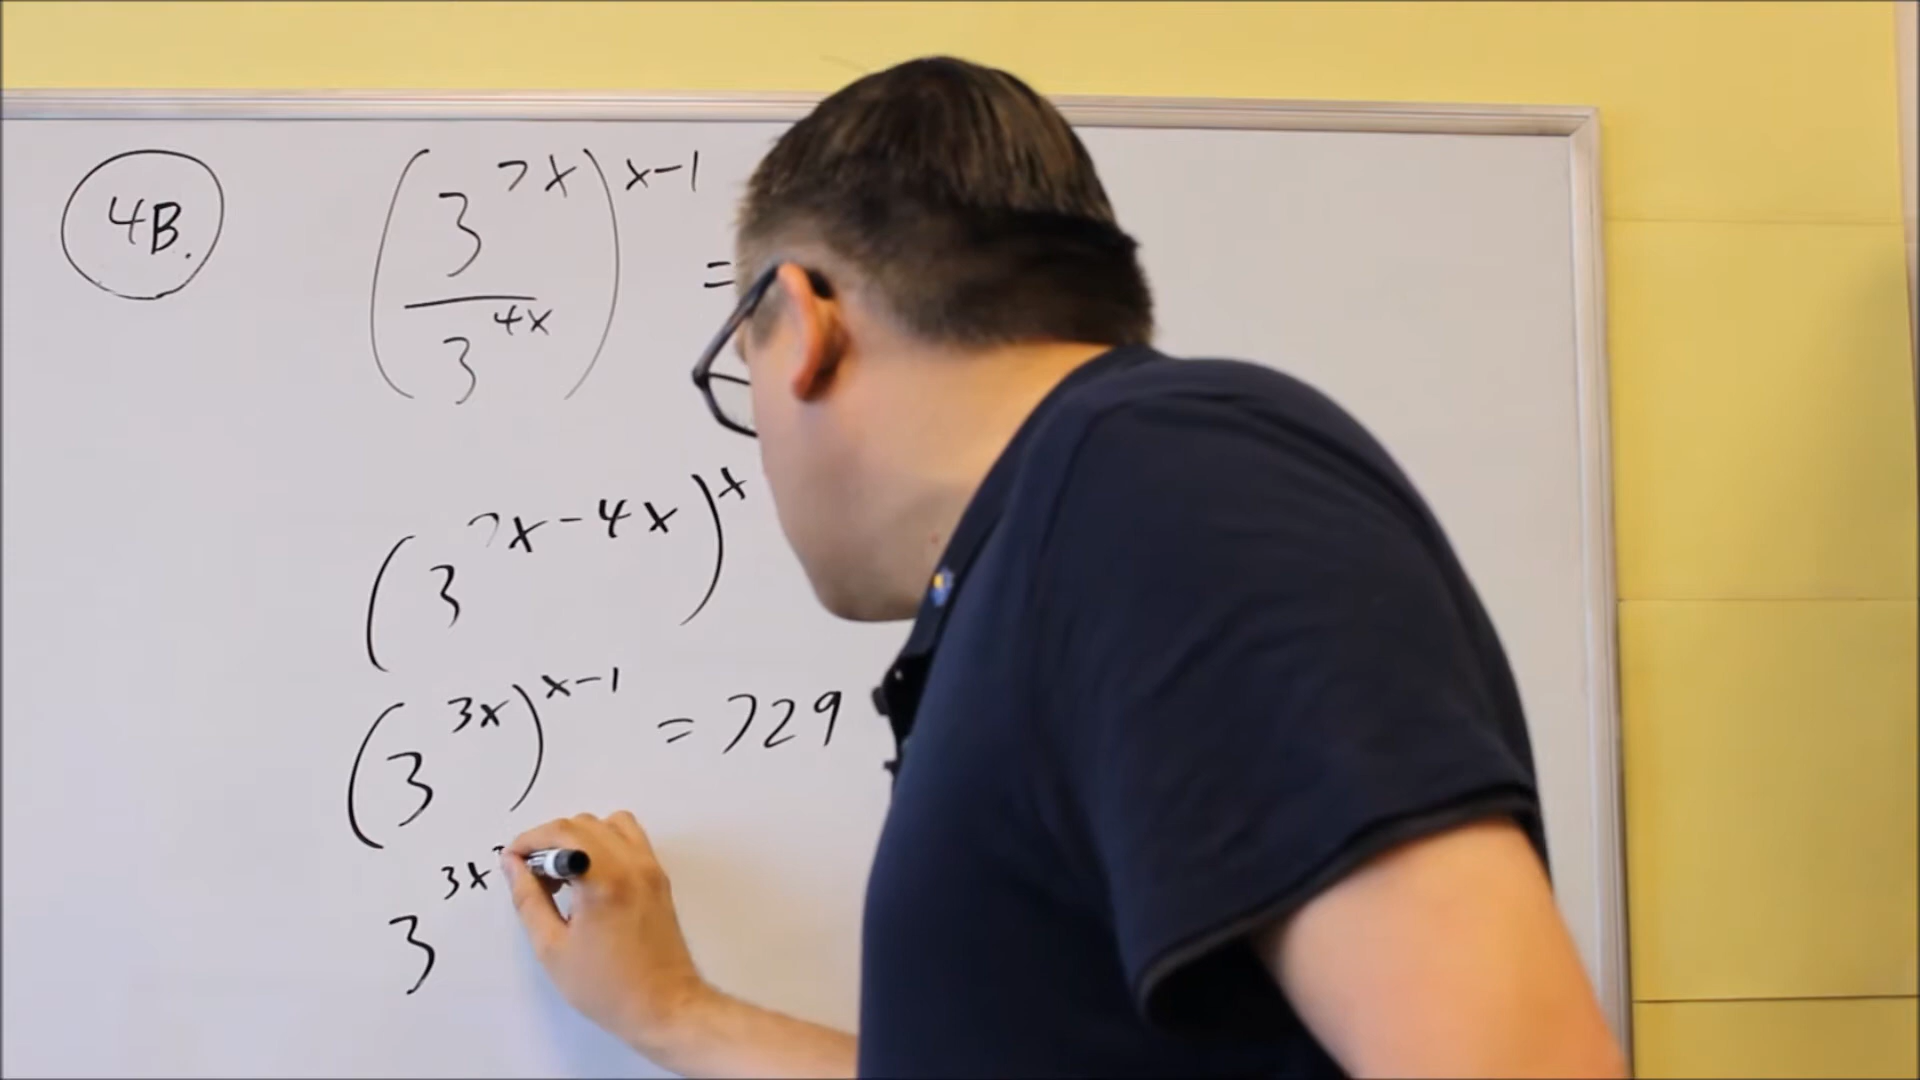 4B.
(3^7x / 3^4x)^x-1 =
(3^7x-4x)^x
(3^3x)^x-1 = 729
3^3x